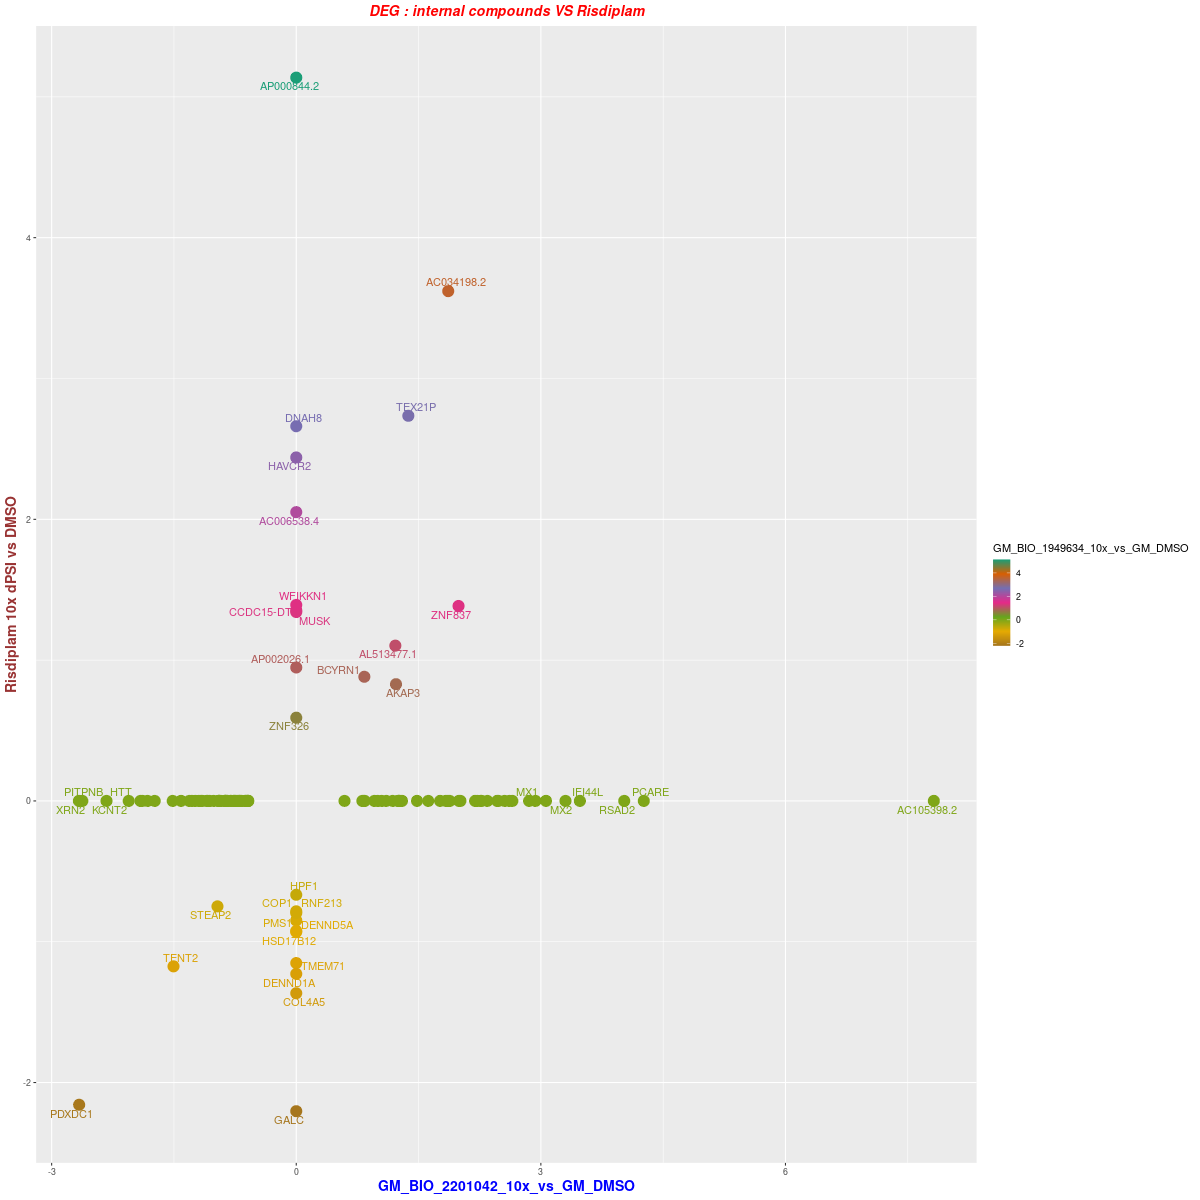 DEG : internal compounds VS Risdiplam
AP000844.2
4
AC034198.2
TEX21P
DNAH8
HAVCR2
2
AC006538.4
WFIKKN1
CCDC15-DT
MUSK
ZNF837
AL513477.1
AP002026.1
BCYRN1
AKAP3
ZNF326
PITPNB HTT MX1 IFI44L PCARE
0
XRN2 KCNT2 MX2 RSAD2 AC105398.2
HPF1
COP1 RNF213
STEAP2
PMS1 DENND5A
HSD17B12
TENT2
TMEM71
DENND1A
COL4A5
-2
PDXDC1
GALC
-3 0 3 6
GM_BIO_2201042_10x_vs_GM_DMSO
Risdiplam 10x dPSI vs DMSO
GM_BIO_1949634_10x_vs_GM_DMSO
4
2
0
-2